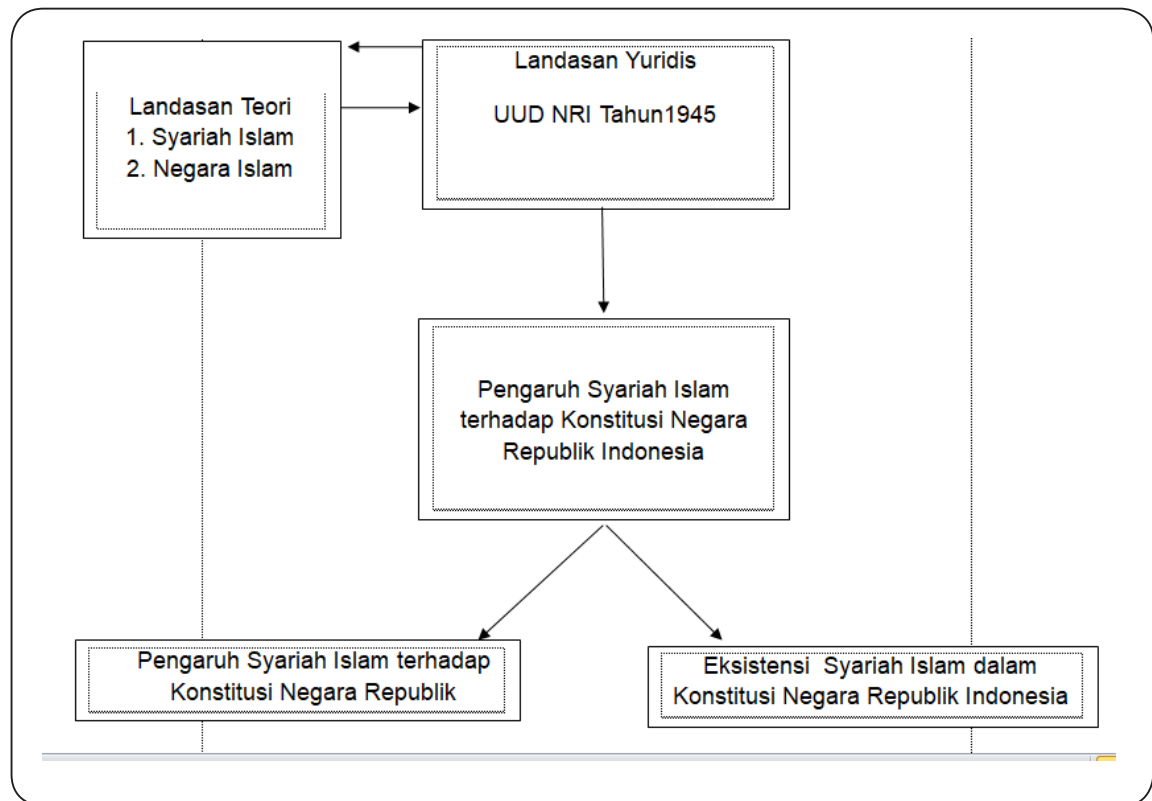 Landasan Teori
1. Syariah Islam
2. Negara Islam
Landasan Yuridis
UUD NRI Tahun1945
Pengaruh Syariah Islam
terhadap Konstitusi Negara
Republik Indonesia
Pengaruh Syariah Islam terhadap
Konstitusi Negara Republik
Eksistensi Syariah Islam dalam
Konstitusi Negara Republik Indonesia